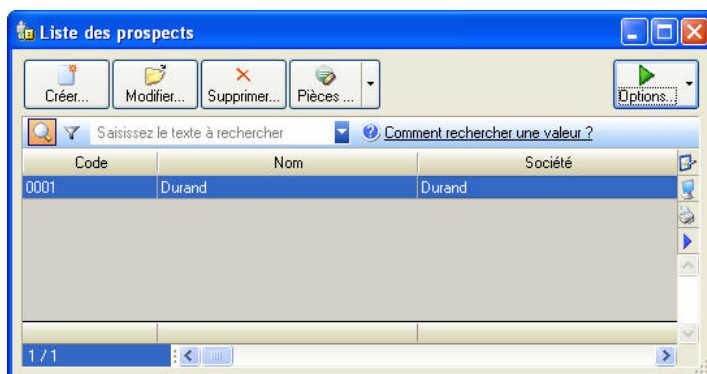 Liste des prospects
Créer... Modifier... Supprimer... Pièces ... Options...
Saisissez le texte à rechercher Comment rechercher une valeur ?
Code Nom Société
0001 Durand Durand
1 / 1